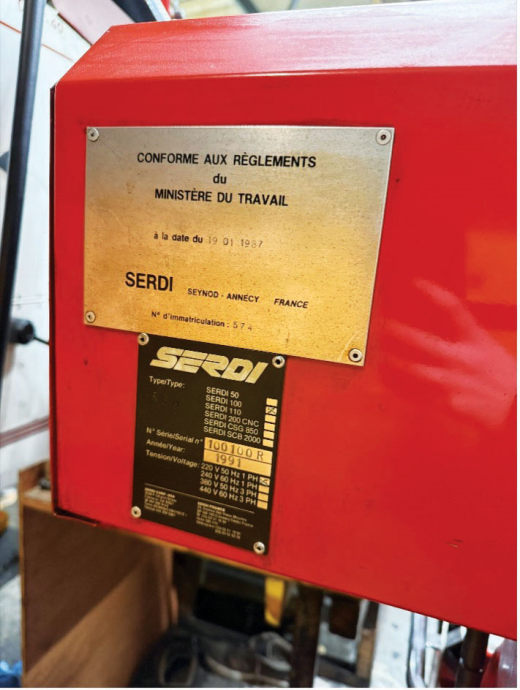 CONFORME AUX RÈGLEMENTS
du
MINISTÈRE DU TRAVAIL
à la date du 19 01 1987
SERDI SEYNOD - ANNÉCY FRANCE
N° d'immatriculation : 574
SERDI
Type/Type:
SERDI 50
SERDI 100
SERDI 110
SERDI 200 CNC
SERDI CSG 850
SERDI SCB 2000
N° Série/Serial n° 100100 R
Année/Year: 1991
Tension/Voltage: 220 V 50 Hz 1 PH
240 V 60 Hz 1 PH
380 V 50 Hz 3 PH
440 V 60 Hz 3 PH